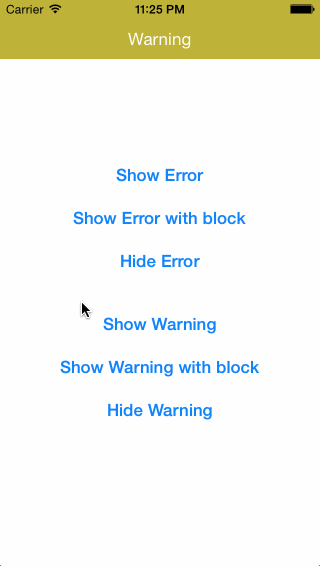 Carrier 11:25 PM
Warning
Show Error
Show Error with block
Hide Error
Show Warning
Show Warning with block
Hide Warning